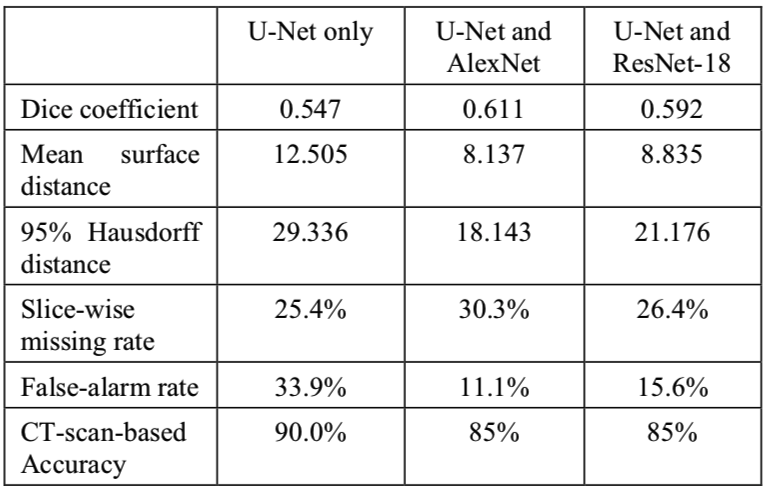 U-Net only U-Net and AlexNet U-Net and ResNet-18
Dice coefficient 0.547 0.611 0.592
Mean surface distance 12.505 8.137 8.835
95% Hausdorff distance 29.336 18.143 21.176
Slice-wise missing rate 25.4% 30.3% 26.4%
False-alarm rate 33.9% 11.1% 15.6%
CT-scan-based Accuracy 90.0% 85% 85%